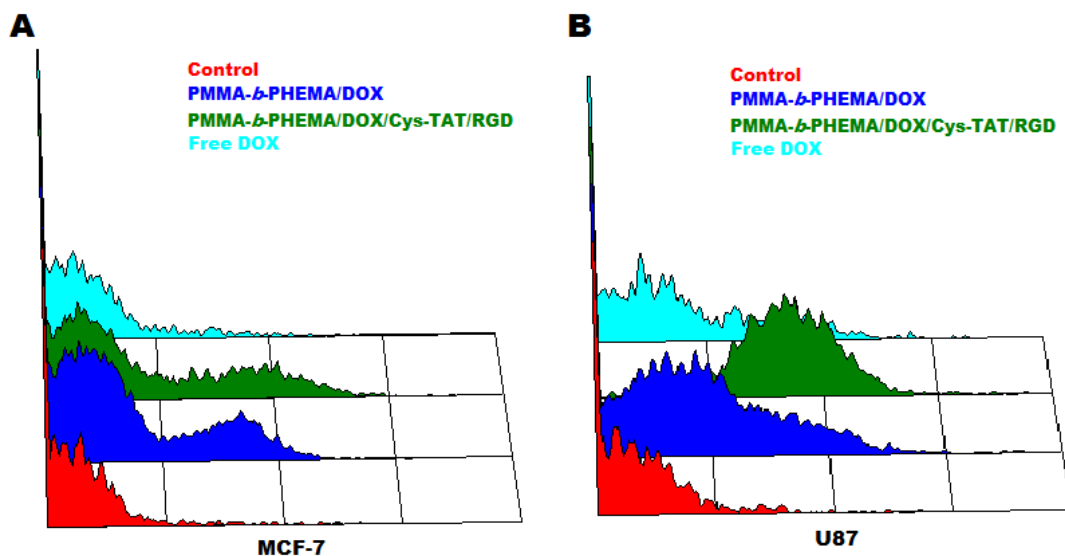 A
Control
PMMA-b-PHEMA/DOX
PMMA-b-PHEMA/DOX/Cys-TAT/RGD
Free DOX
MCF-7
B
Control
PMMA-b-PHEMA/DOX
PMMA-b-PHEMA/DOX/Cys-TAT/RGD
Free DOX
U87